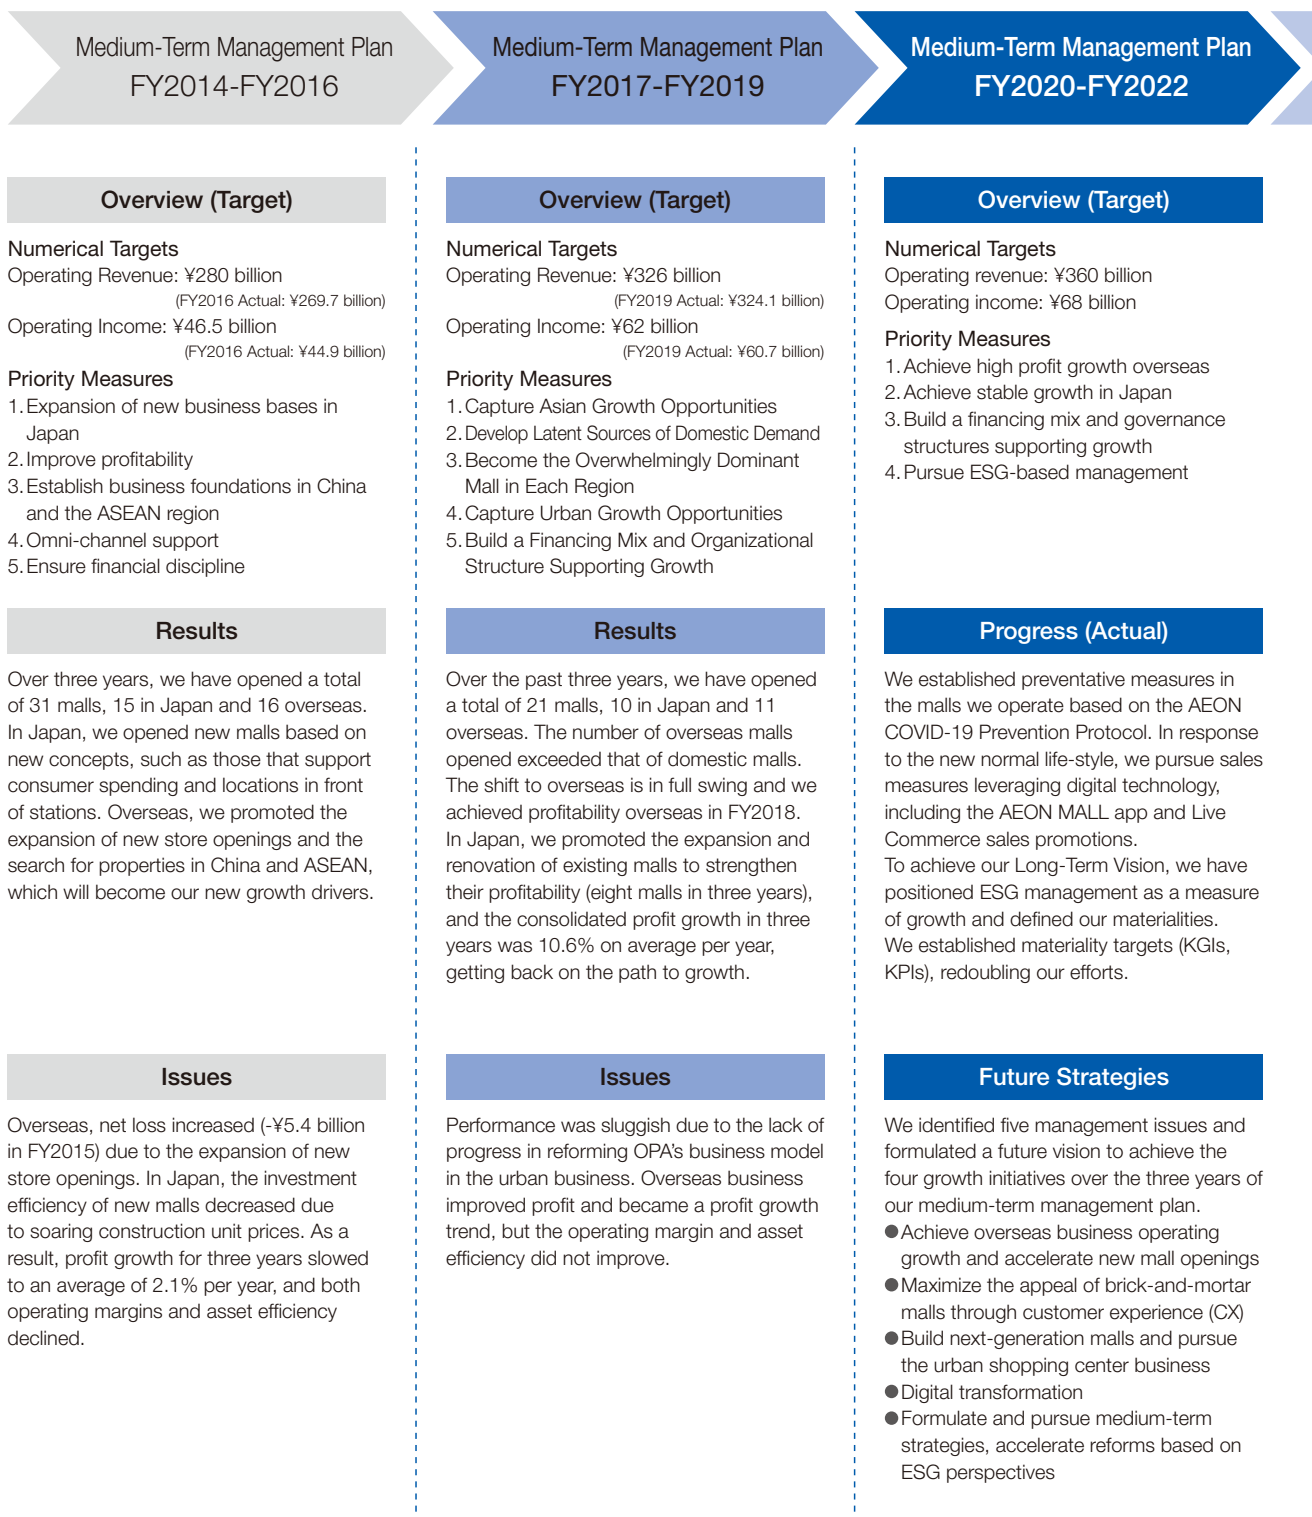 Medium-Term Management Plan
FY2014-FY2016
Overview (Target)
Numerical Targets
Operating Revenue: ¥280 billion
(FY2016 Actual: ¥269.7 billion)
Operating Income: ¥46.5 billion
(FY2016 Actual: ¥44.9 billion)
Priority Measures
1. Expansion of new business bases in
Japan
2. Improve profitability
3. Establish business foundations in China
and the ASEAN region
4. Omni-channel support
5. Ensure financial discipline
Results
Over three years, we have opened a total
of 31 malls, 15 in Japan and 16 overseas.
In Japan, we opened new malls based on
new concepts, such as those that support
consumer spending and locations in front
of stations. Overseas, we promoted the
expansion of new store openings and the
search for properties in China and ASEAN,
which will become our new growth drivers.
Issues
Overseas, net loss increased (-¥5.4 billion
in FY2015) due to the expansion of new
store openings. In Japan, the investment
efficiency of new malls decreased due
to soaring construction unit prices. As a
result, profit growth for three years slowed
to an average of 2.1% per year, and both
operating margins and asset efficiency
declined.
Medium-Term Management Plan
FY2017-FY2019
Overview (Target)
Numerical Targets
Operating Revenue: ¥326 billion
(FY2019 Actual: ¥324.1 billion)
Operating Income: ¥62 billion
(FY2019 Actual: ¥60.7 billion)
Priority Measures
1. Capture Asian Growth Opportunities
2. Develop Latent Sources of Domestic Demand
3. Become the Overwhelmingly Dominant
Mall in Each Region
4. Capture Urban Growth Opportunities
5. Build a Financing Mix and Organizational
Structure Supporting Growth
Results
Over the past three years, we have opened
a total of 21 malls, 10 in Japan and 11
overseas. The number of overseas malls
opened exceeded that of domestic malls.
The shift to overseas is in full swing and we
achieved profitability overseas in FY2018.
In Japan, we promoted the expansion and
renovation of existing malls to strengthen
their profitability (eight malls in three years),
and the consolidated profit growth in three
years was 10.6% on average per year,
getting back on the path to growth.
Issues
Performance was sluggish due to the lack of
progress in reforming OPA's business model
in the urban business. Overseas business
improved profit and became a profit growth
trend, but the operating margin and asset
efficiency did not improve.
Medium-Term Management Plan
FY2020-FY2022
Overview (Target)
Numerical Targets
Operating revenue: ¥360 billion
Operating income: ¥68 billion
Priority Measures
1. Achieve high profit growth overseas
2. Achieve stable growth in Japan
3. Build a financing mix and governance
structures supporting growth
4. Pursue ESG-based management
Progress (Actual)
We established preventative measures in
the malls we operate based on the AEON
COVID-19 Prevention Protocol. In response
to the new normal life-style, we pursue sales
measures leveraging digital technology,
including the AEON MALL app and Live
Commerce sales promotions.
To achieve our Long-Term Vision, we have
positioned ESG management as a measure
of growth and defined our materialities.
We established materiality targets (KGIs,
KPIs), redoubling our efforts.
Future Strategies
We identified five management issues and
formulated a future vision to achieve the
four growth initiatives over the three years of
our medium-term management plan.
●Achieve overseas business operating
growth and accelerate new mall openings
●Maximize the appeal of brick-and-mortar
malls through customer experience (CX)
●Build next-generation malls and pursue
the urban shopping center business
●Digital transformation
●Formulate and pursue medium-term
strategies, accelerate reforms based on
ESG perspectives